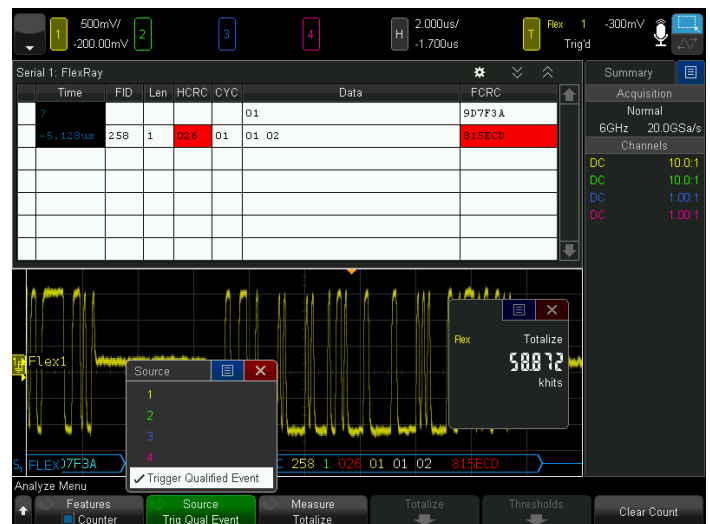 1 500mV/ -200.00mV 2 3 4 H 2.000us/ -1.700us T Flex 1 Trig'd -300mV
Serial 1: FlexRay
Time FID Len HCRC CYC Data FCRC
? 01 9D7F3A
-5.128us 258 1 026 01 01 02 815ECD
Summary
Acquisition
Normal
6GHz 20.0GSa/s
Channels
DC 10.0:1
DC 10.0:1
DC 1.00:1
DC 1.00:1
Flex1
Flex Totalize
58.872
khits
Source
1
2
3
4
Trigger Qualified Event
S1 FLEX 7F3A 258 1 026 01 01 02 815ECD
Analyze Menu
Features
Counter
Source
Trig Qual Event
Measure
Totalize
Totalize
Thresholds
Clear Count